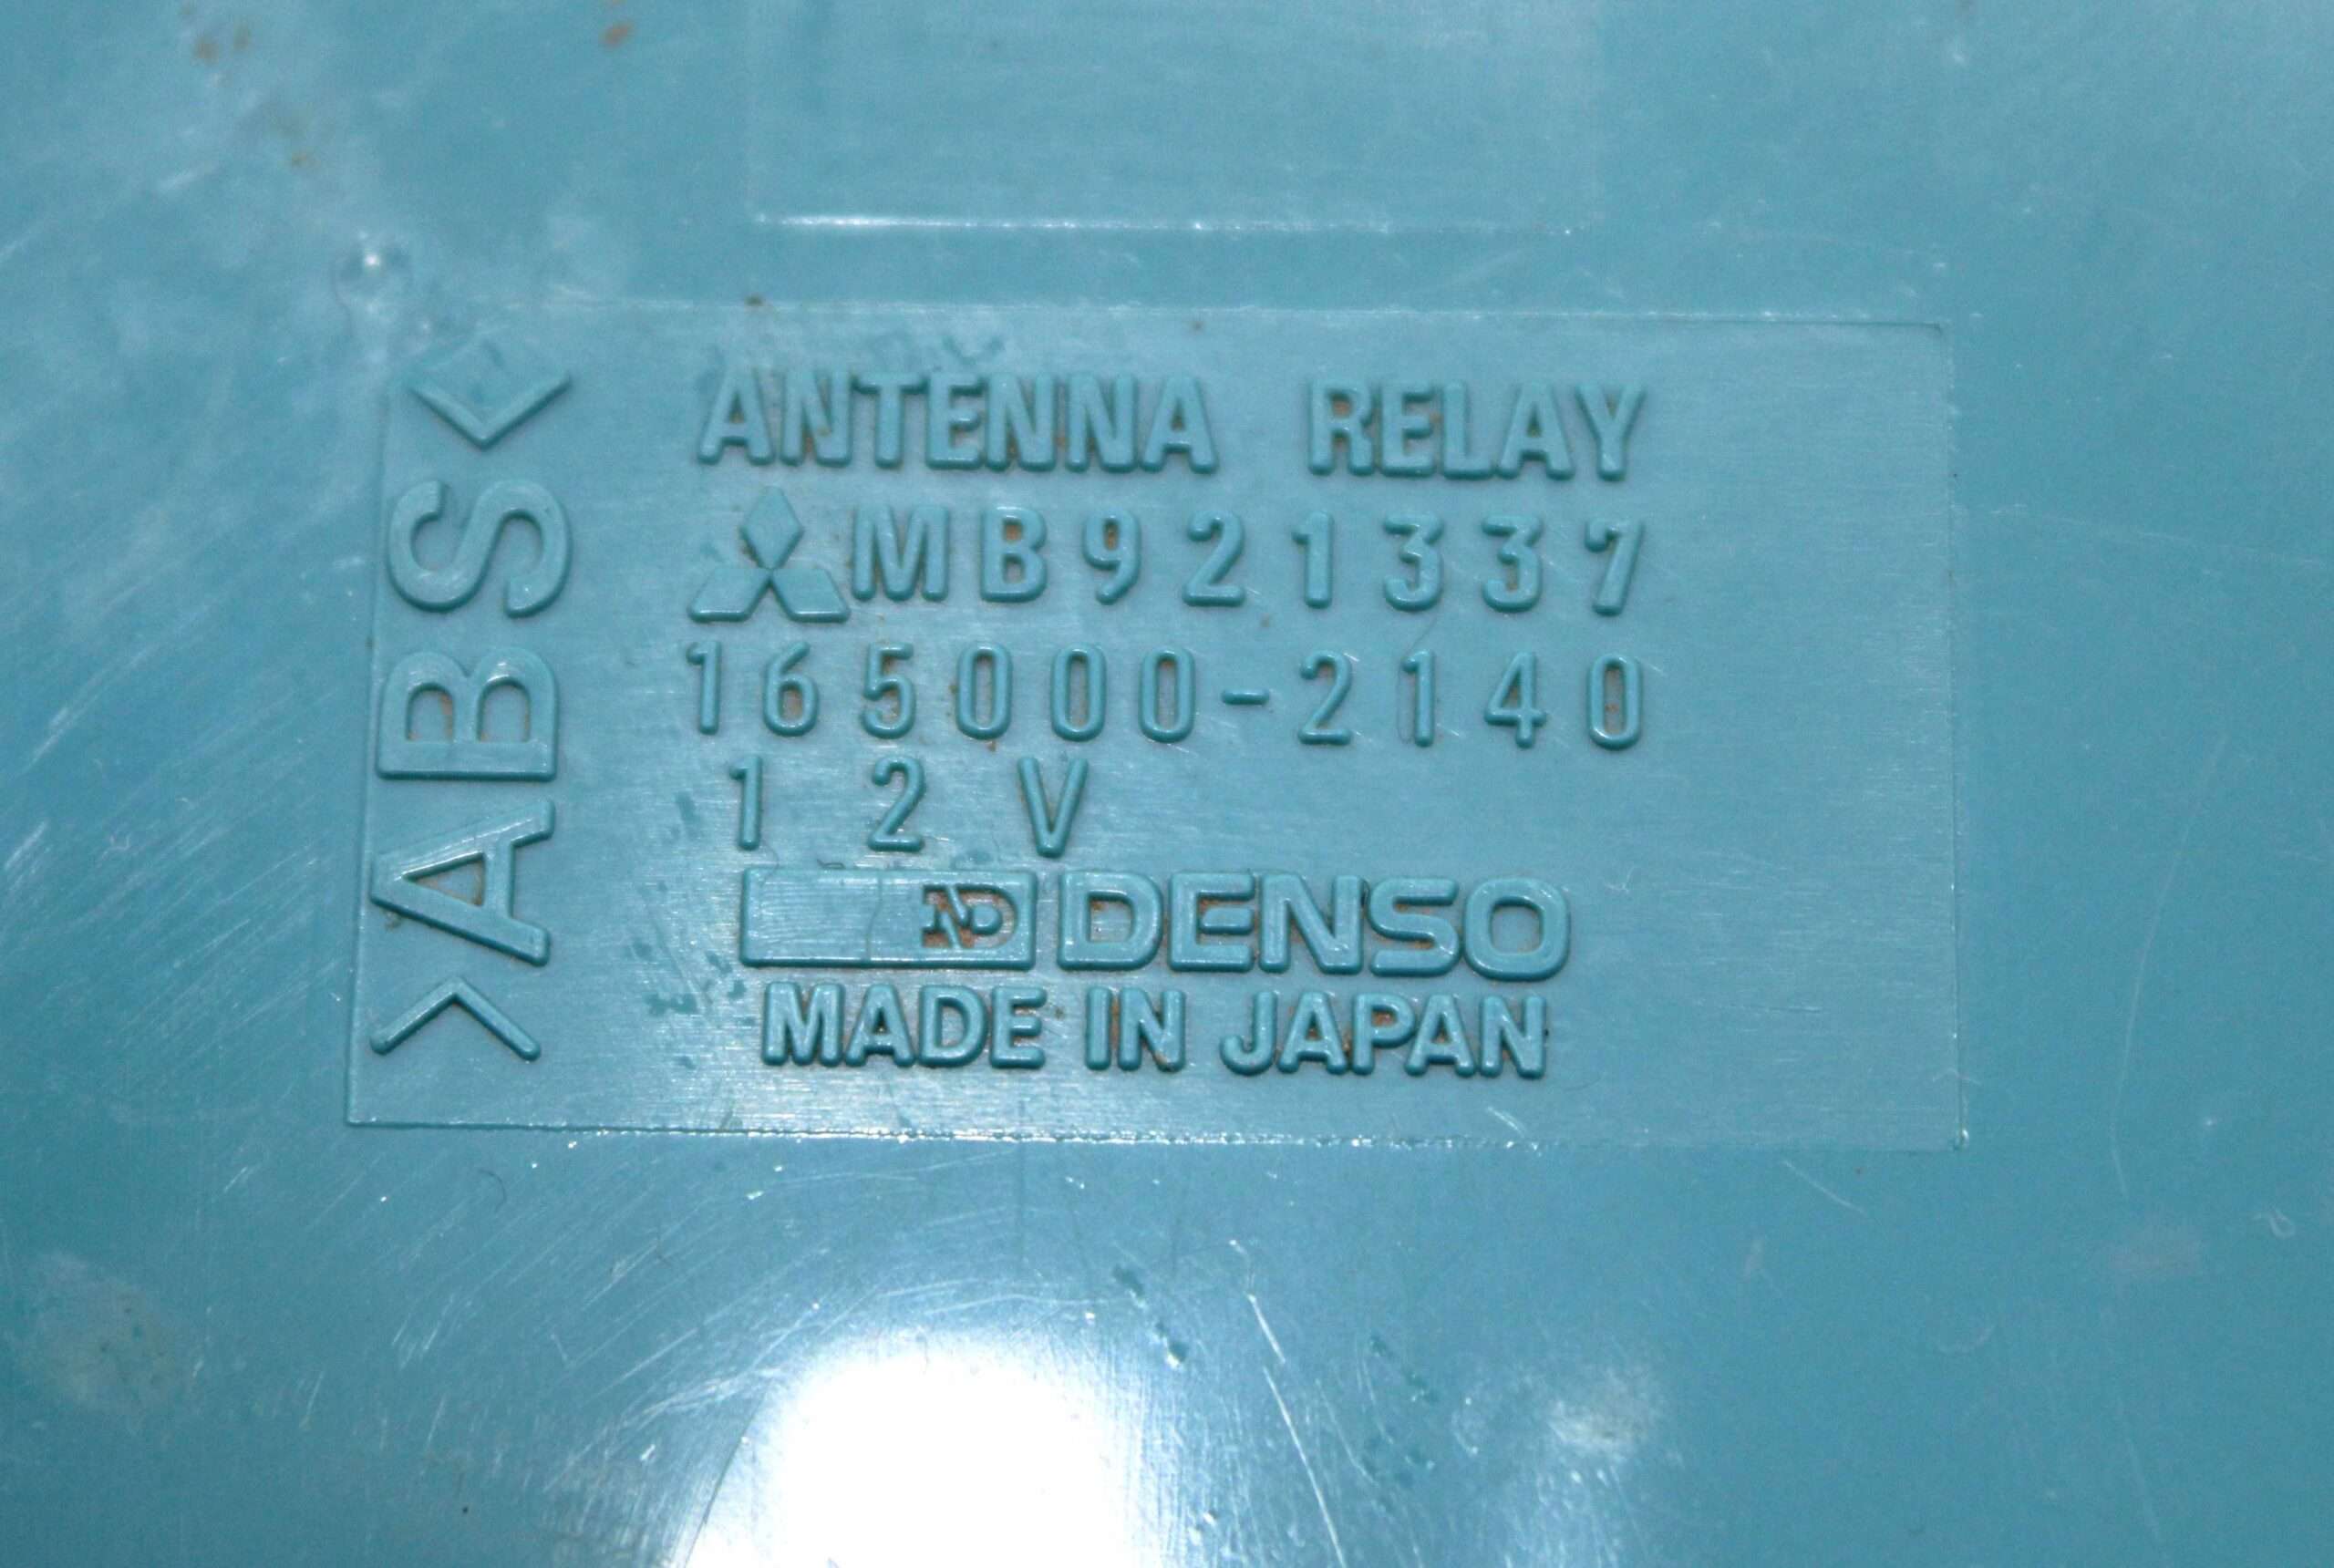 ANTENNA RELAY
MB921337
165000-2140
12V
DENSO
MADE IN JAPAN
>ABS<